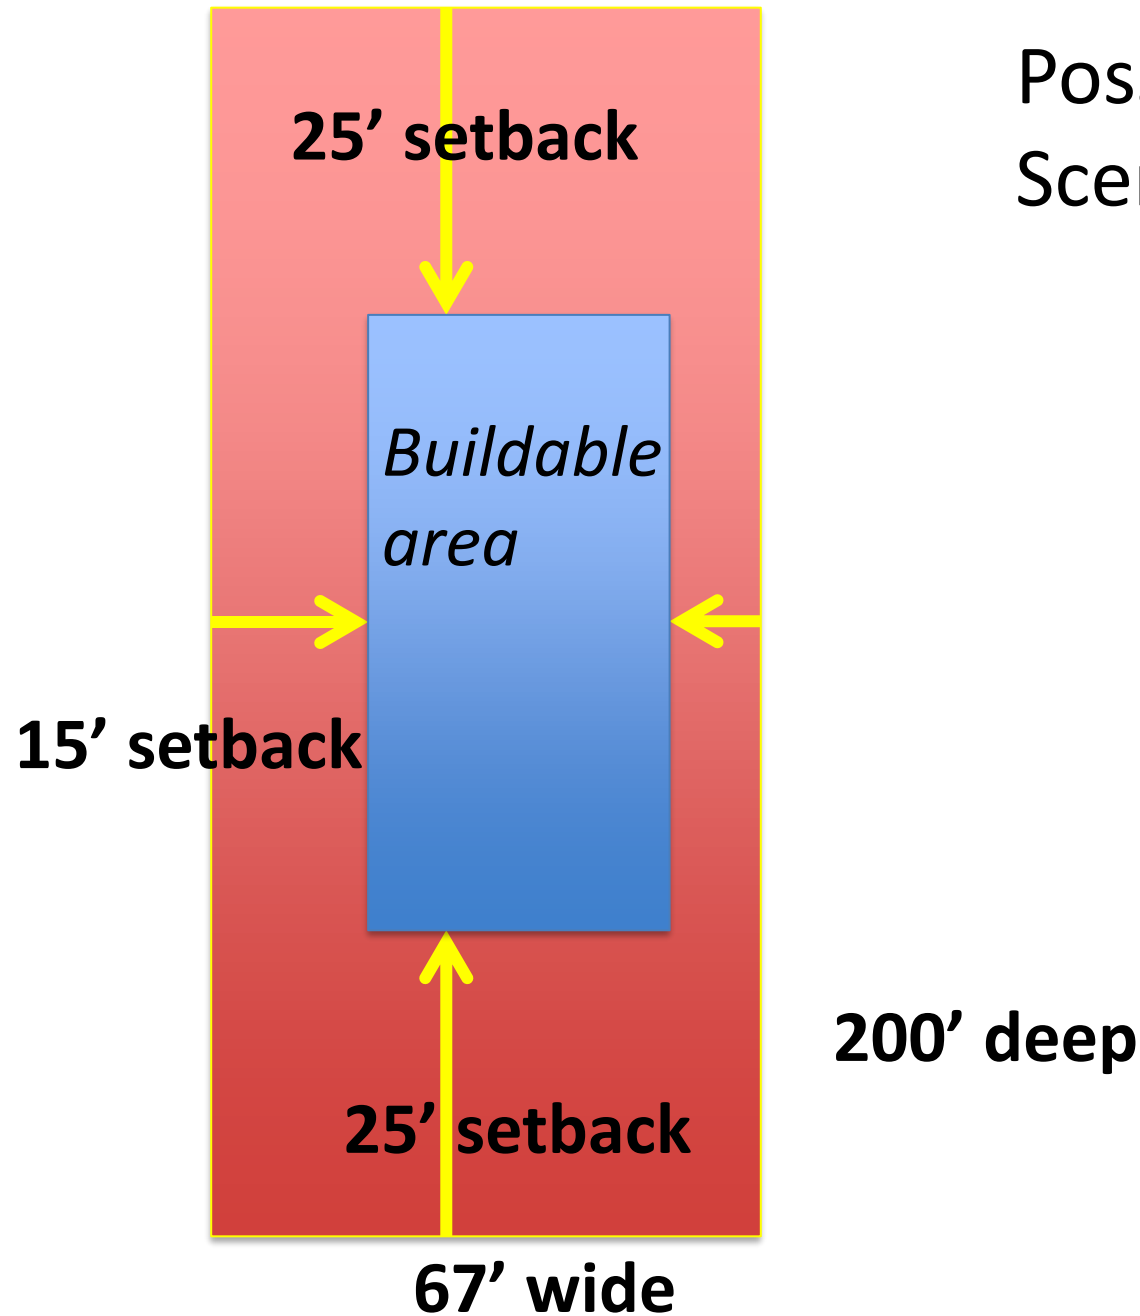 25’ setback
Buildable
area
15’ setback
200’ deep
25’ setback
67’ wide